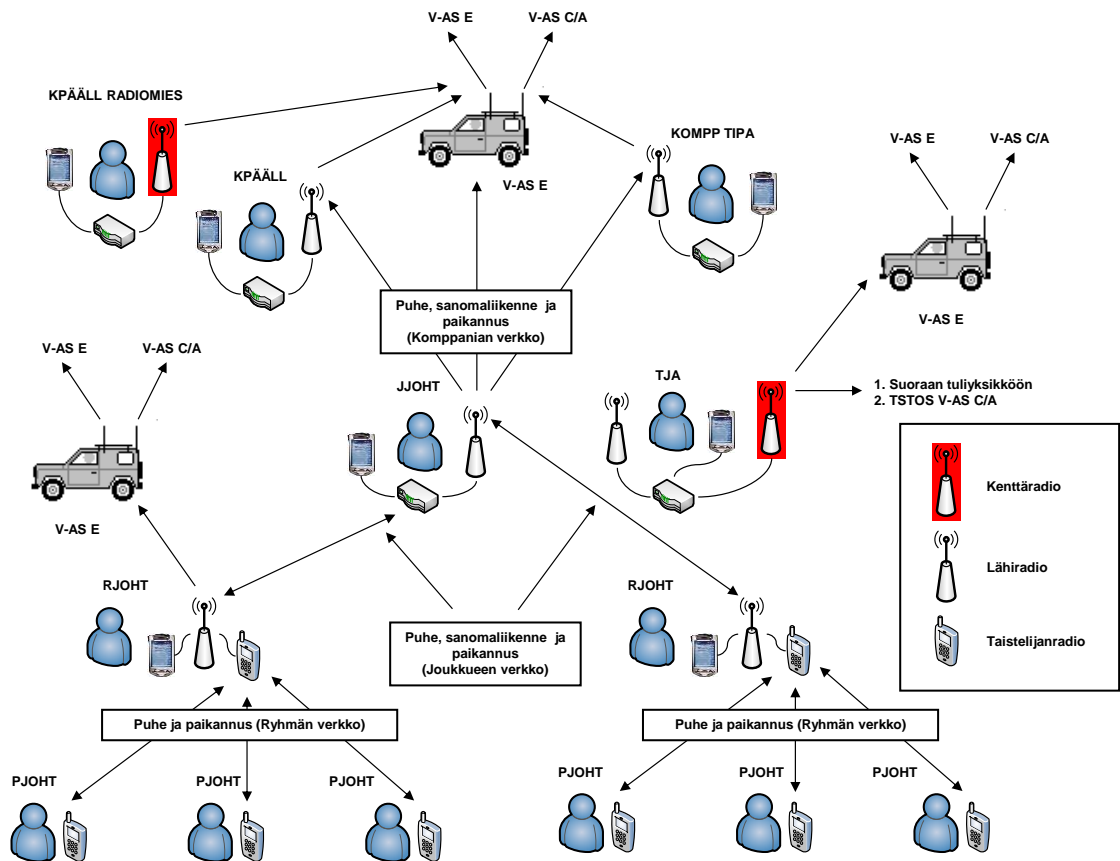 V-AS E
V-AS C/A
KPÄÄLL RADIOMIES
KPÄÄLL
V-AS E
KOMPP TIPA
V-AS E
V-AS C/A
V-AS E
Puhe, sanomaliikenne ja
paikannus
(Komppanian verkko)
V-AS E
V-AS C/A
V-AS E
JJOHT
TJA
1. Suoraan tuliyksikköön
2. TSTOS V-AS C/A
Kenttäradio
Lähiradio
Taistelijanradio
RJOHT
RJOHT
Puhe, sanomaliikenne ja
paikannus
(Joukkueen verkko)
Puhe ja paikannus (Ryhmän verkko)
Puhe ja paikannus (Ryhmän verkko)
PJOHT
PJOHT
PJOHT
PJOHT
PJOHT
PJOHT